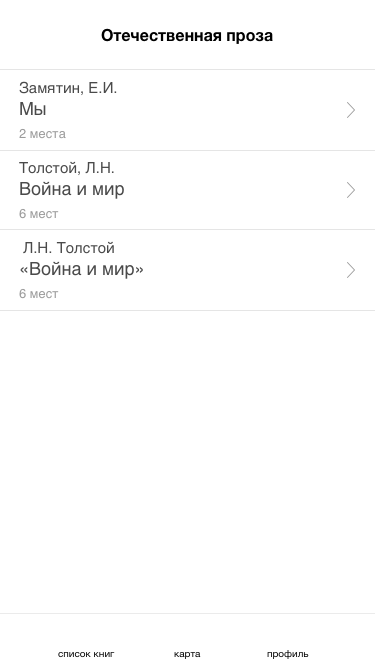 Отечественная проза
Замятин, Е.И.
Мы
2 места
Толстой, Л.Н.
Война и мир
6 мест
Л.Н. Толстой
«Война и мир»
6 мест
список книг карта профиль